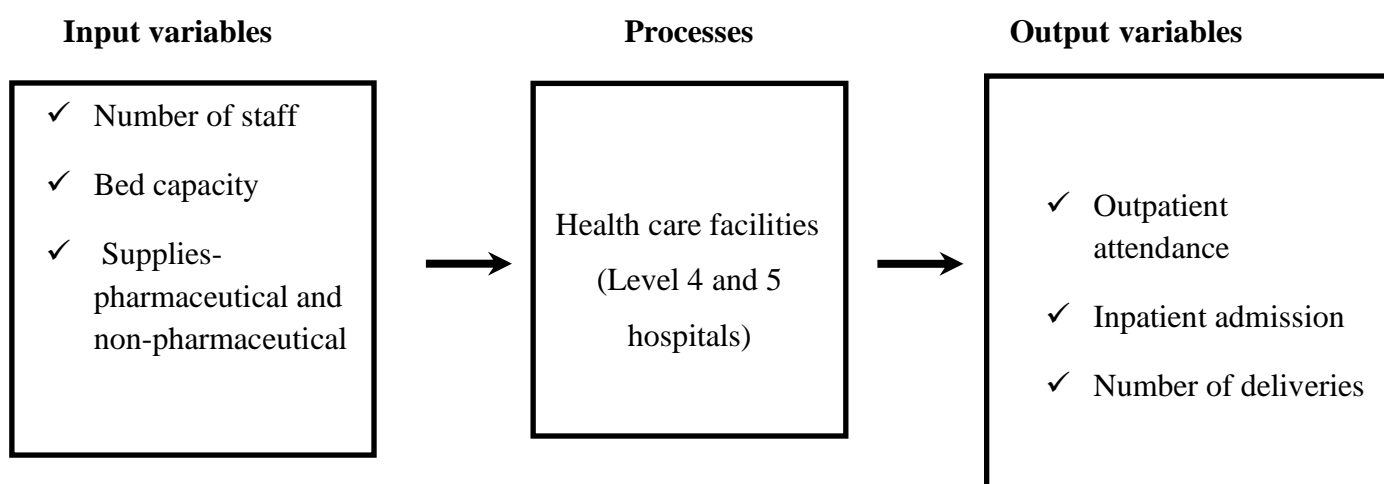 Input variables
Processes
Output variables
✓ Number of staff
✓ Bed capacity
✓ Supplies-
pharmaceutical and
non-pharmaceutical
Health care facilities
(Level 4 and 5
hospitals)
✓ Outpatient
attendance
✓ Inpatient admission
✓ Number of deliveries